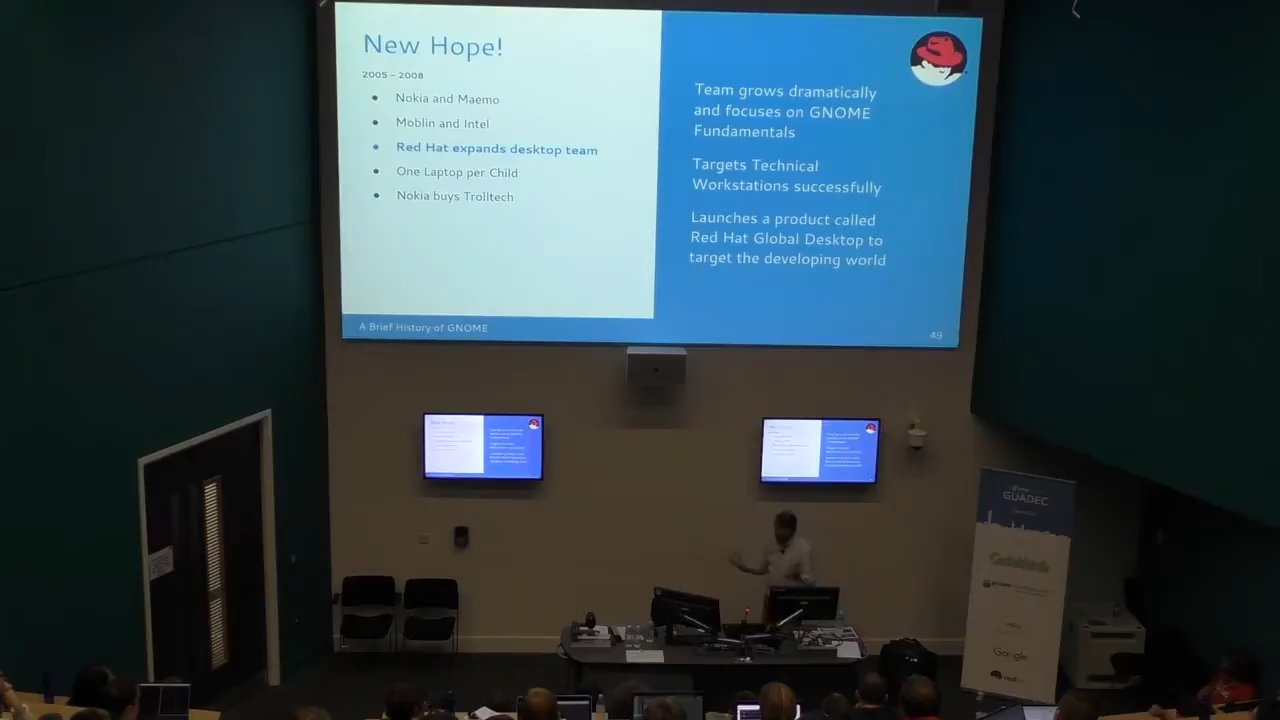 New Hope!
2005 - 2008
• Nokia and Maemo
• Moblin and Intel
• Red Hat expands desktop team
• One Laptop per Child
• Nokia buys Trolltech
Team grows dramatically
and focuses on GNOME
Fundamentals
Targets Technical
Workstations successfully
Launches a product called
Red Hat Global Desktop to
target the developing world
A Brief History of GNOME
49
GUADEC
Google